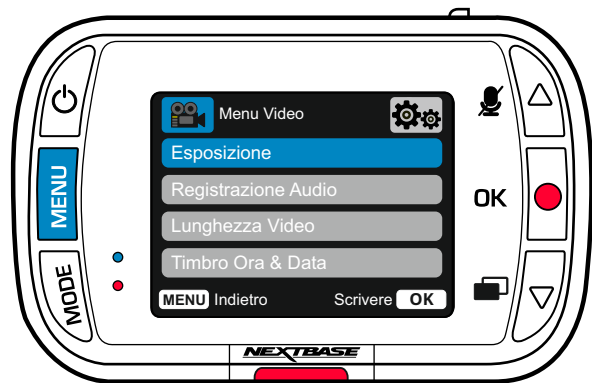 Menu Video
Esposizione
Registrazione Audio
Lunghezza Video
Timbro Ora & Data
MENU Indietro Scrivere OK
MENU
MODE
OK
NEXTBASE